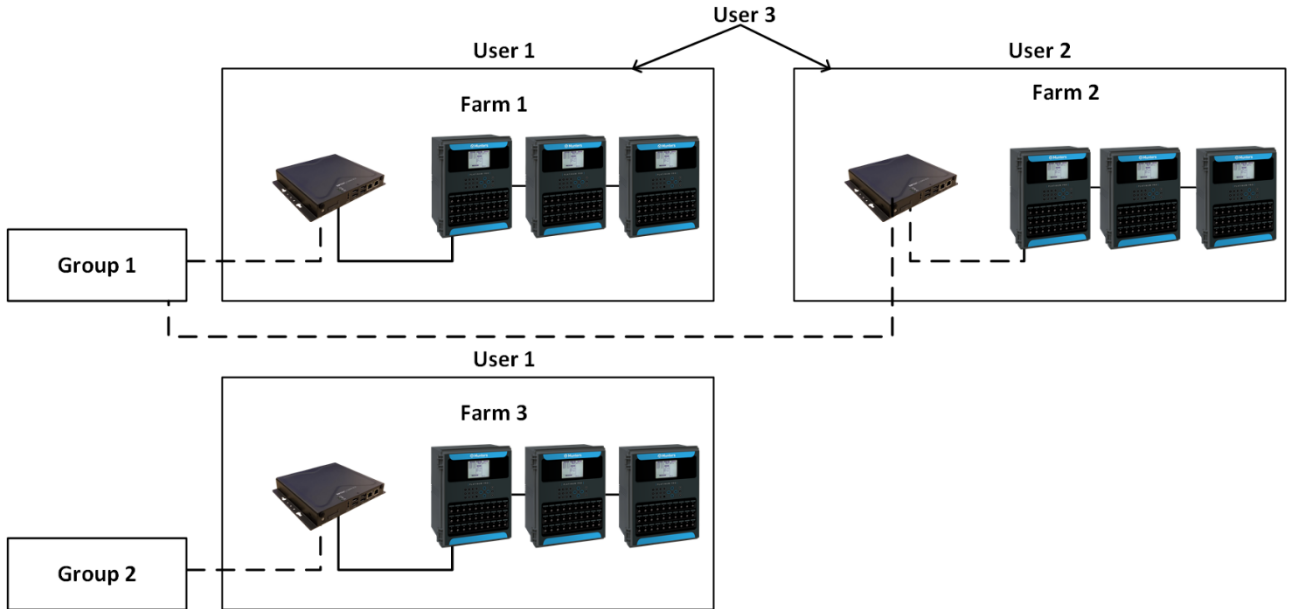 User 3
User 1
User 2
Farm 1
Farm 2
Group 1
User 1
Farm 3
Group 2